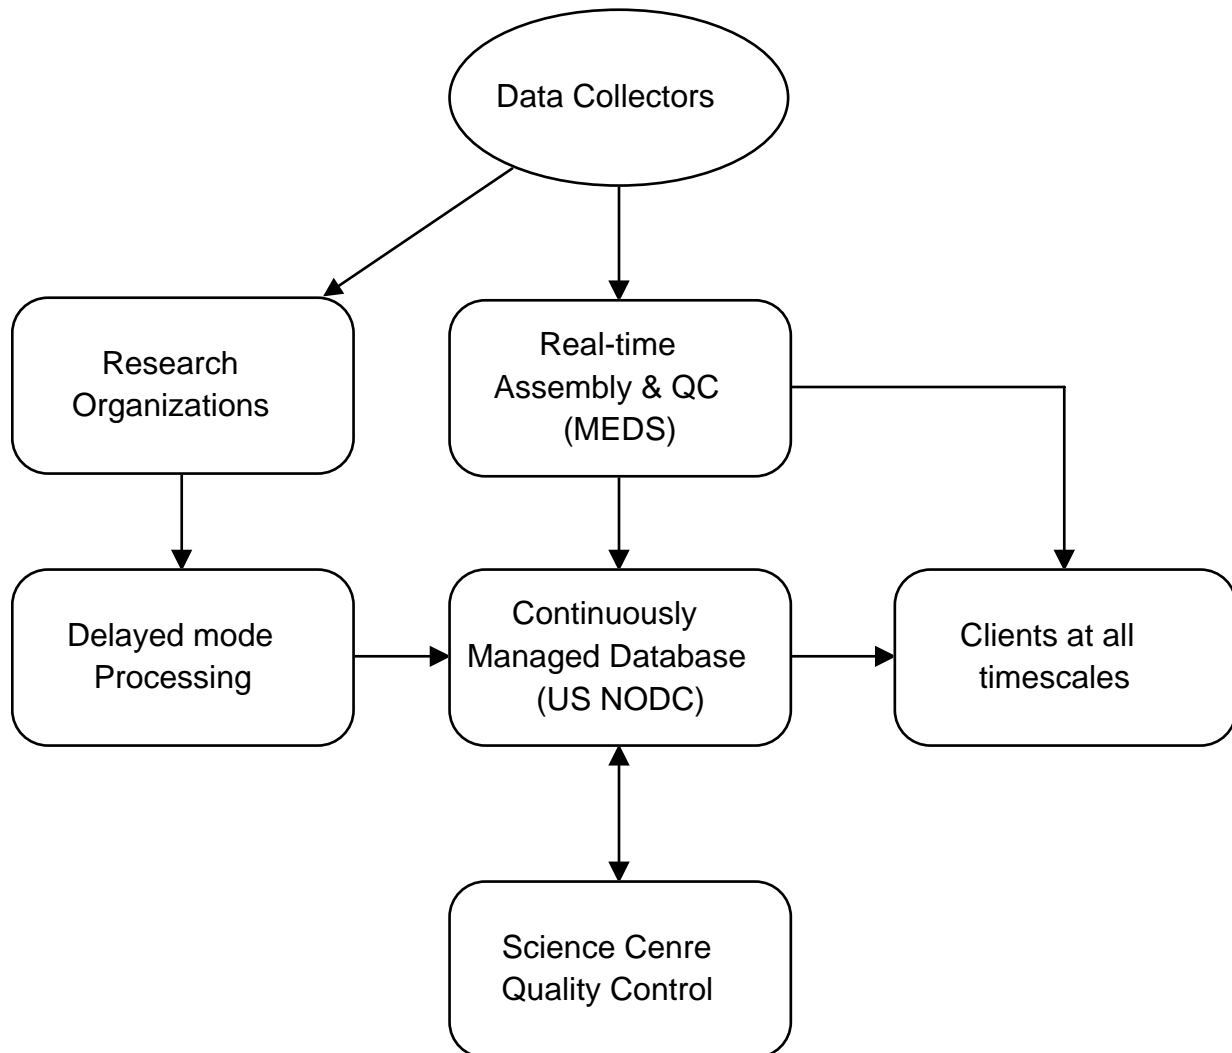 Data Collectors
Research
Organizations
Real-time
Assembly & QC
(MEDS)
Delayed mode
Processing
Continuously
Managed Database
(US NODC)
Clients at all
timescales
Science Cenre
Quality Control